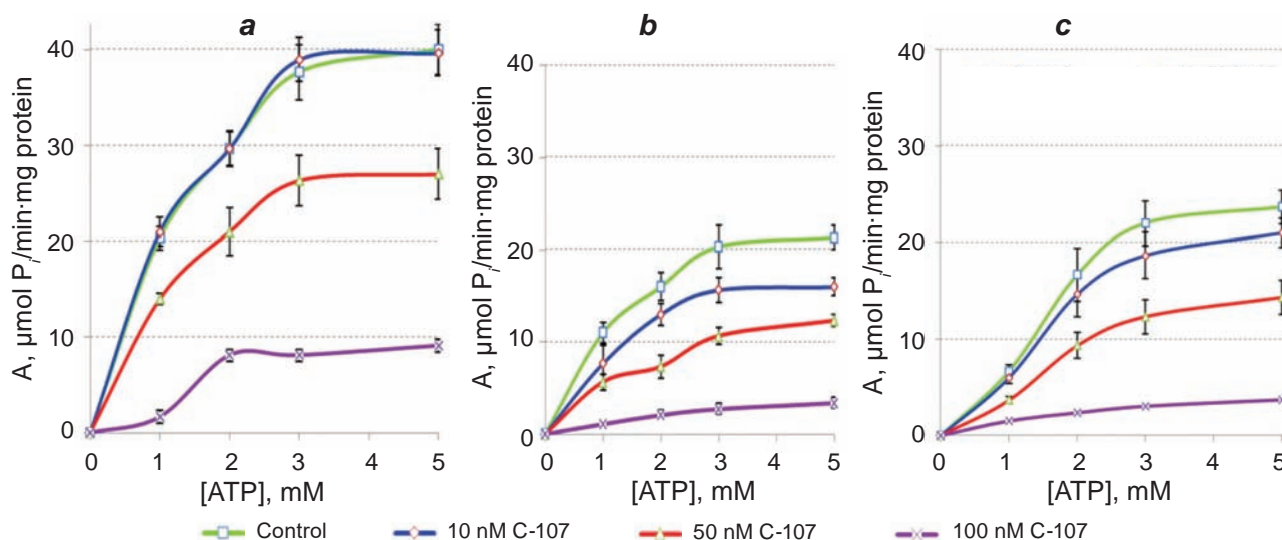 a
b
c
A, μmol Pi/min·mg protein
40
30
20
10
0
0 1 2 3 4 5
[ATP], mM
A, μmol Pi/min·mg protein
40
30
20
10
0
0 1 2 3 4 5
[ATP], mM
A, μmol Pi/min·mg protein
40
30
20
10
0
0 1 2 3 4 5
[ATP], mM
Control 10 nM C-107 50 nM C-107 100 nM C-107